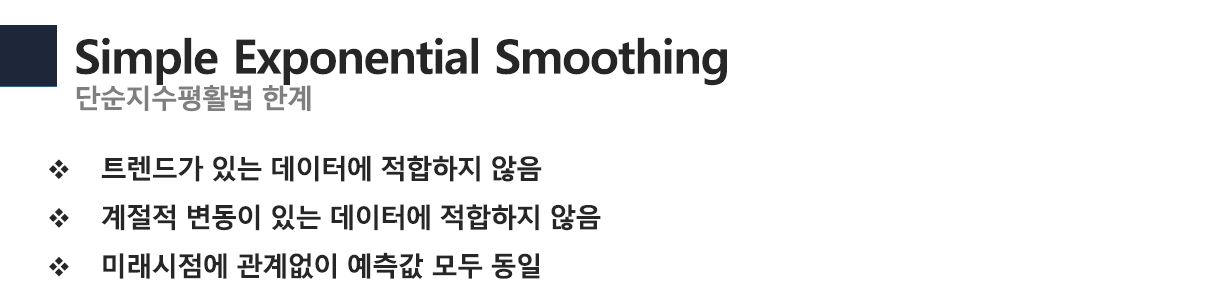 Simple Exponential Smoothing
단순지수평활법 한계
❖ 트렌드가 있는 데이터에 적합하지 않음
❖ 계절적 변동이 있는 데이터에 적합하지 않음
❖ 미래시점에 관계없이 예측값 모두 동일